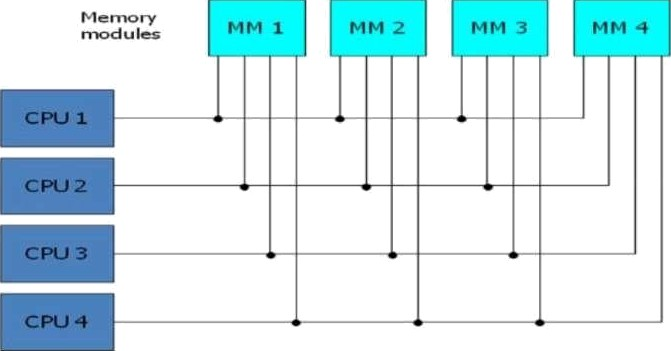 Memory
modules
MM 1
MM 2
MM 3
MM 4
CPU 1
CPU 2
CPU 3
CPU 4